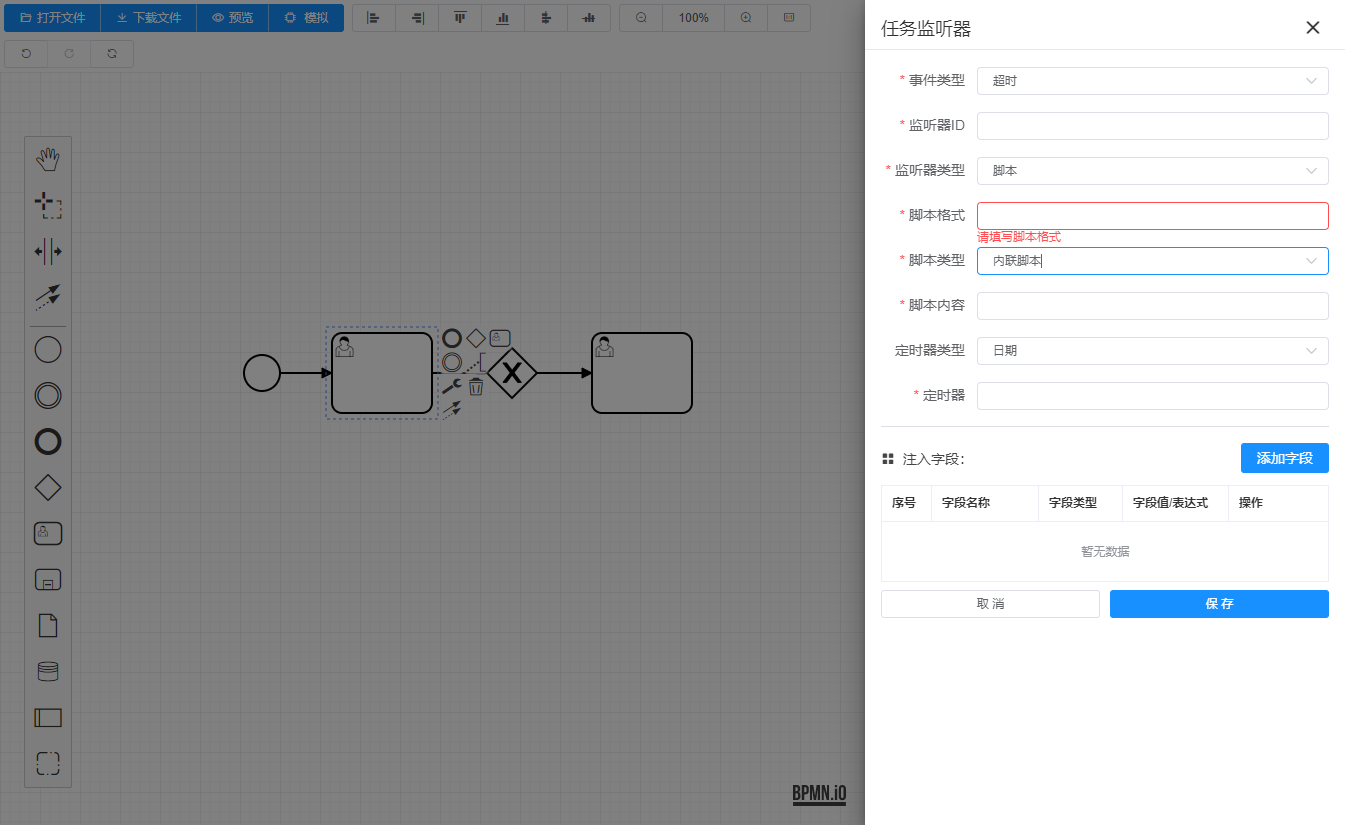 打开文件 下载文件 预览 模拟 100%
任务监听器
* 事件类型 超时
* 监听器ID
* 监听器类型 脚本
* 脚本格式
请填写脚本格式
* 脚本类型 内联脚本
* 脚本内容
定时器类型 日期
* 定时器
注入字段： 添加字段
序号 字段名称 字段类型 字段值/表达式 操作
暂无数据
取 消 保 存
BPMN.iO